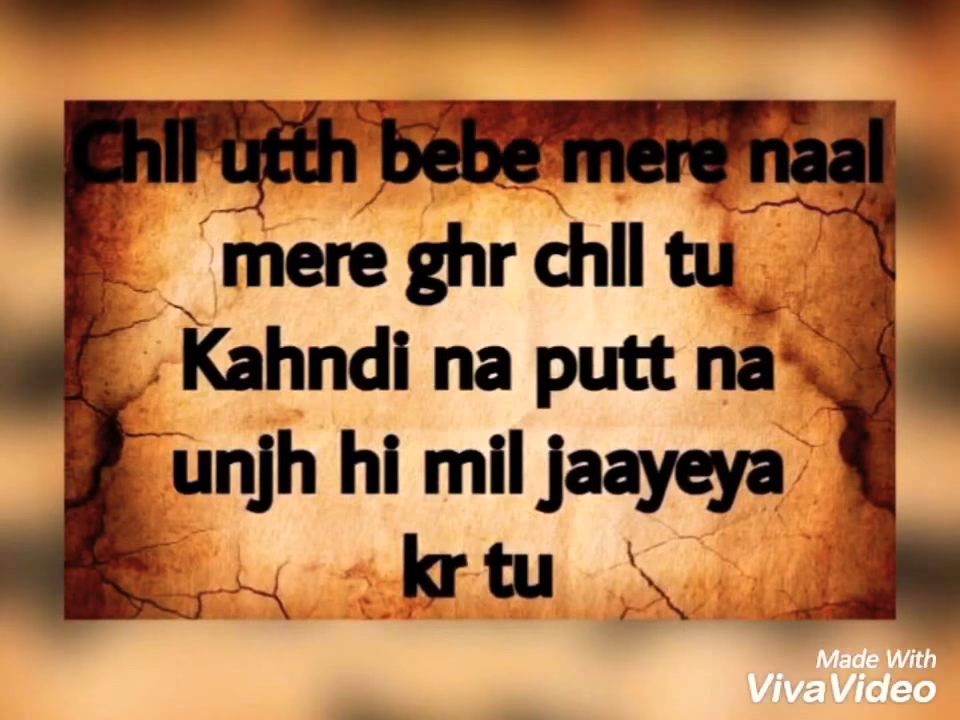 Chll utth bebe mere naal
mere ghr chll tu
Kahndi na putt na
unjh hi mil jaayeya
kr tu
Made With
VivaVideo